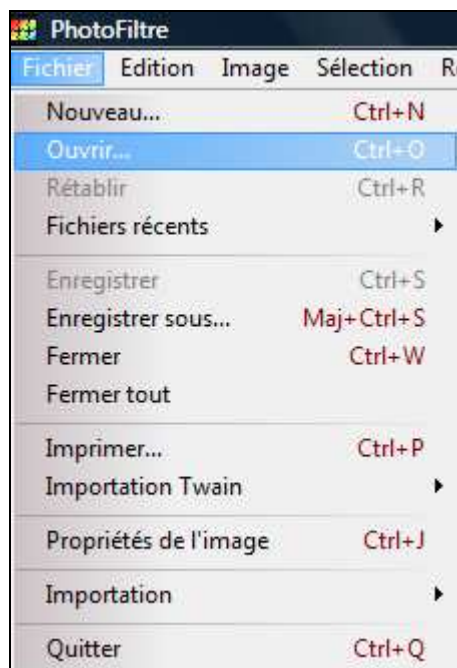 PhotoFiltre
Fichier Edition Image Sélection
Nouveau... Ctrl+N
Ouvrir... Ctrl+O
Rétablir Ctrl+R
Fichiers récents
Enregistrer Ctrl+S
Enregistrer sous... Maj+Ctrl+S
Fermer Ctrl+W
Fermer tout
Imprimer... Ctrl+P
Importation Twain
Propriétés de l'image Ctrl+J
Importation
Quitter Ctrl+Q